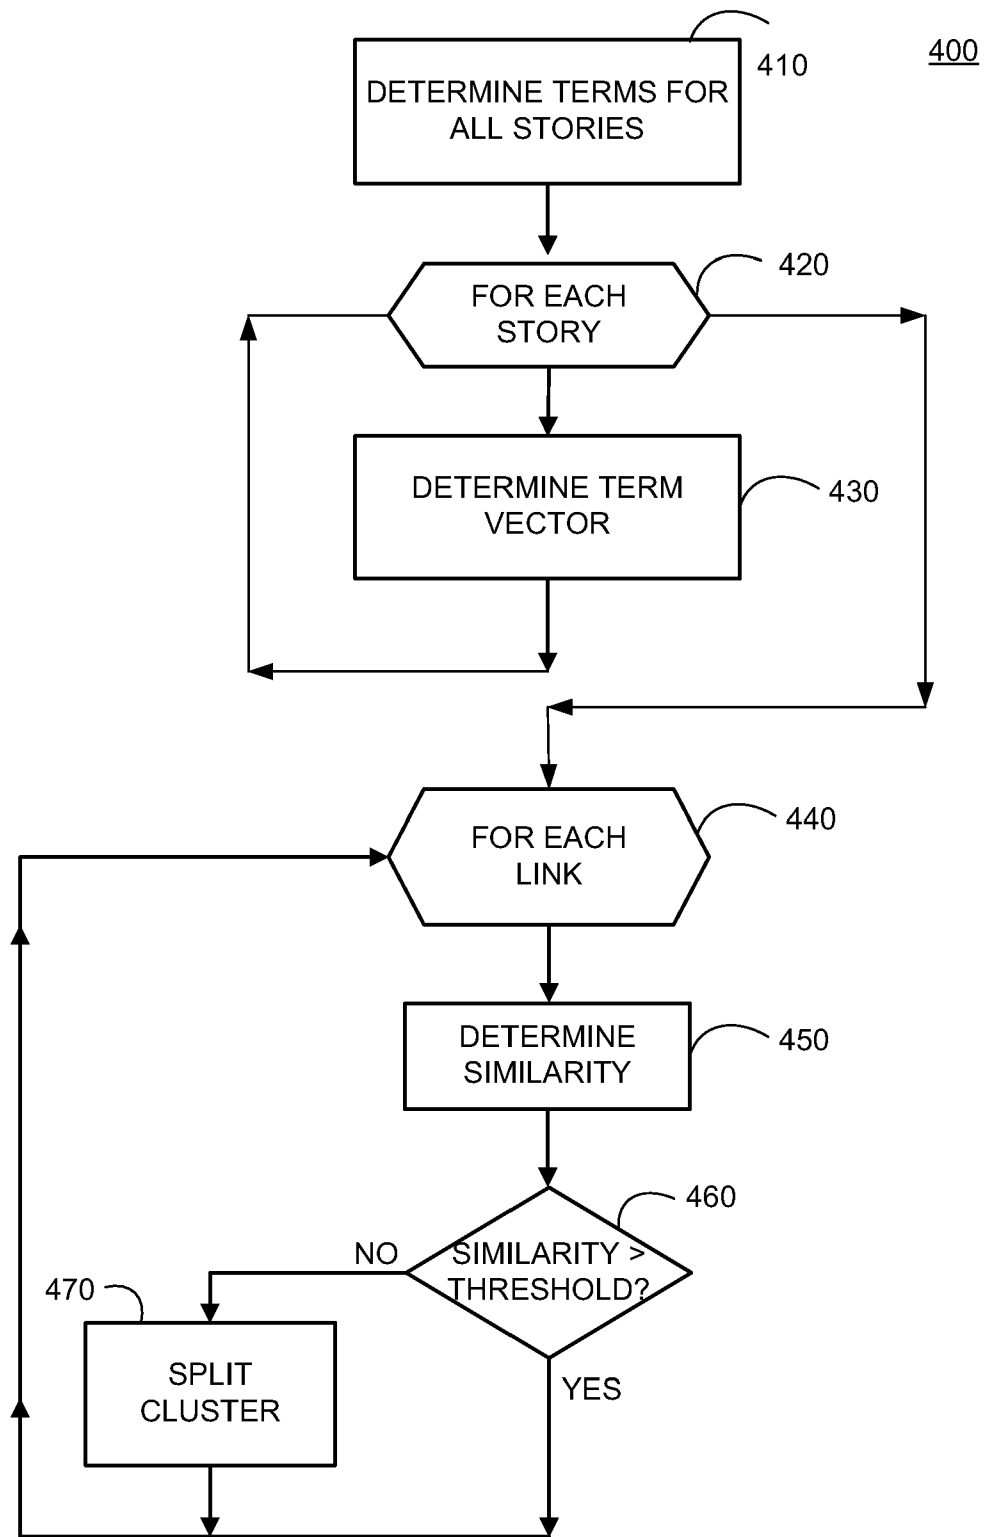 400
410
DETERMINE TERMS FOR
ALL STORIES
420
FOR EACH
STORY
DETERMINE TERM
VECTOR
430
440
FOR EACH
LINK
DETERMINE
SIMILARITY
450
460
NO
SIMILARITY >
THRESHOLD?
470
SPLIT
CLUSTER
YES